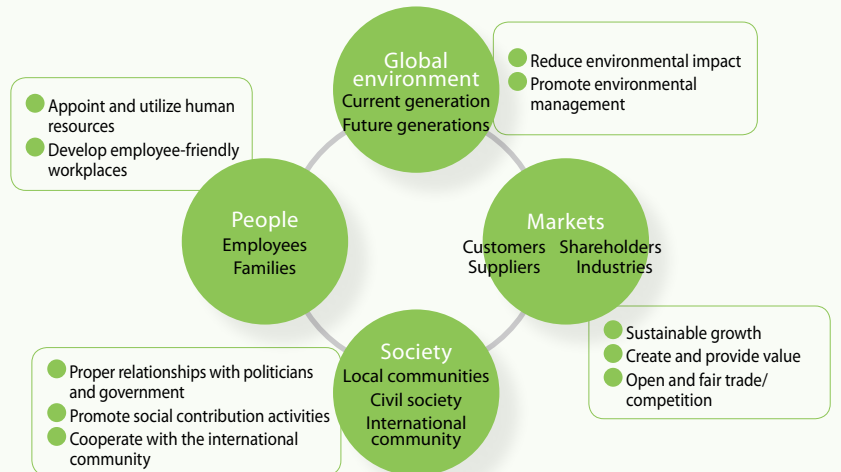 Global
environment
Current generation
Future generations
Reduce environmental impact
Promote environmental
management
Appoint and utilize human
resources
Develop employee-friendly
workplaces
People
Employees
Families
Markets
Customers Shareholders
Suppliers Industries
Sustainable growth
Create and provide value
Open and fair trade/
competition
Society
Local communities
Civil society
International
community
Proper relationships with politicians
and government
Promote social contribution activities
Cooperate with the international
community